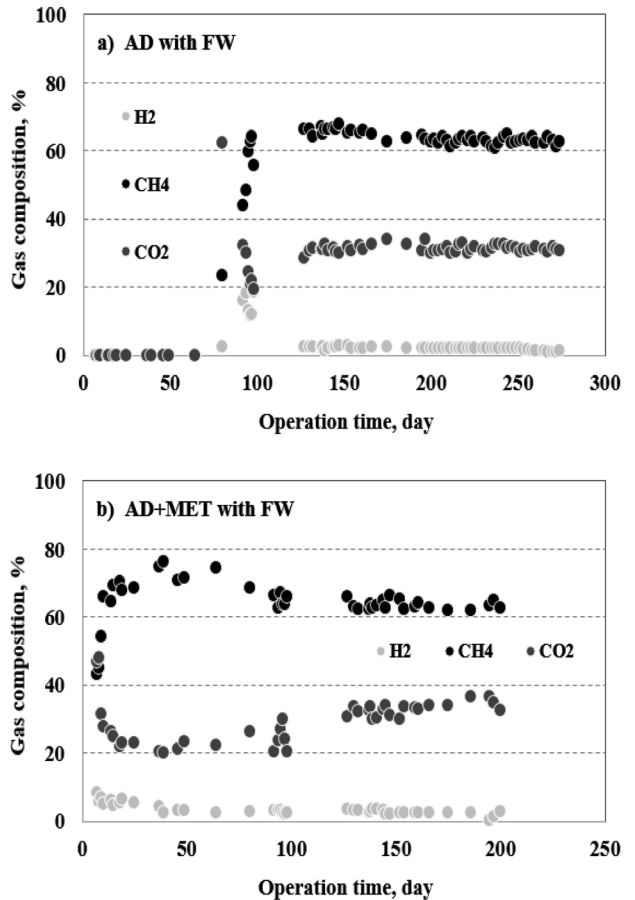 a) AD with FW
Gas composition, %
100
80
60
40
20
0
H2
CH4
CO2
0 50 100 150 200 250 300
Operation time, day
b) AD+MET with FW
Gas composition, %
100
80
60
40
20
0
H2 CH4 CO2
0 50 100 150 200 250
Operation time, day